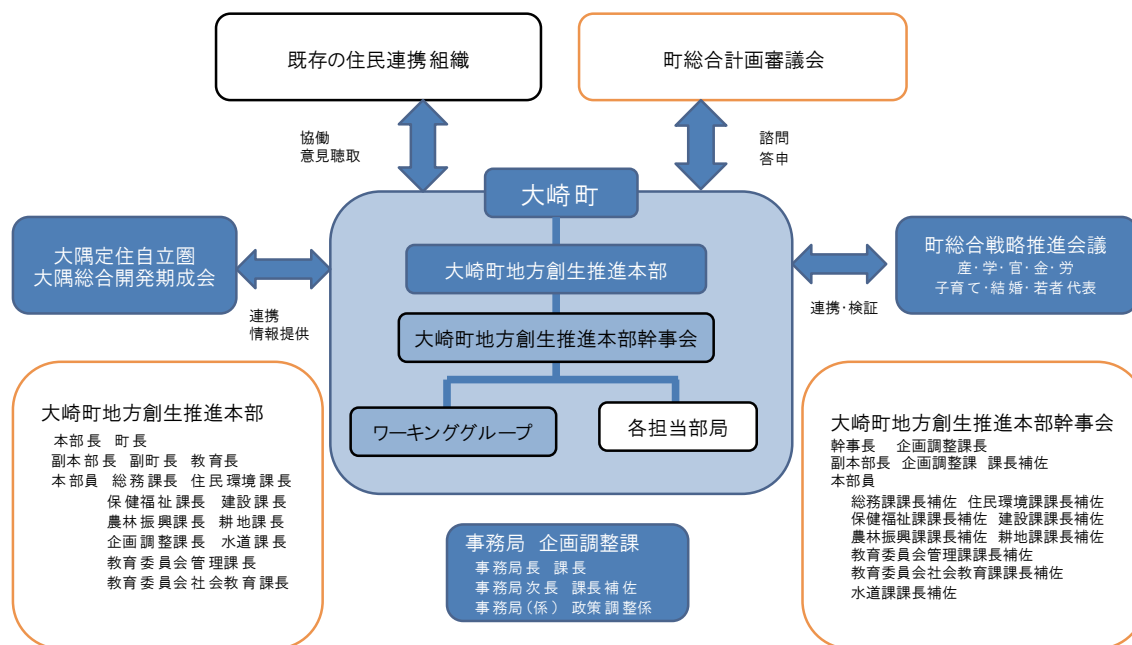 既存の住民連携組織
町総合計画審議会
協働
意見聴取
諮問
答申
大崎町
大隅定住自立圏
大隅総合開発期成会
連携
情報提供
大崎町地方創生推進本部
大崎町地方創生推進本部幹事会
ワーキンググループ
各担当部局
町総合戦略推進会議
産・学・官・金・労
子育て・結婚・若者代表
連携・検証
大崎町地方創生推進本部
本部長 町長
副本部長 副町長 教育長
本部員 総務課長 住民環境課長
保健福祉課長 建設課長
農林振興課長 耕地課長
企画調整課長 水道課長
教育委員会管理課長
教育委員会社会教育課長
事務局 企画調整課
事務局長 課長
事務局次長 課長補佐
事務局(係) 政策調整係
大崎町地方創生推進本部幹事会
幹事長 企画調整課長
副本部長 企画調整課 課長補佐
本部員
総務課課長補佐 住民環境課課長補佐
保健福祉課課長補佐 建設課課長補佐
農林振興課課長補佐 耕地課課長補佐
教育委員会管理課課長補佐
教育委員会社会教育課課長補佐
水道課課長補佐